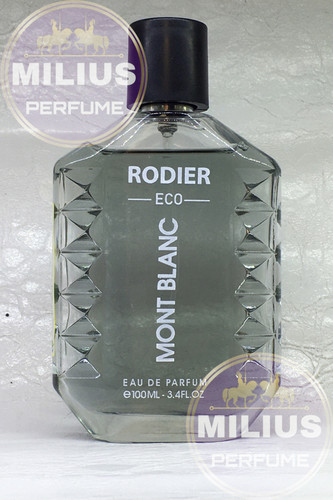 MILIUS
PERFUME
RODIER
ECO
MONT BLANC
EAU DE PARFUM
℮100ML - 3.4FL.OZ
MILIUS
PERFUME